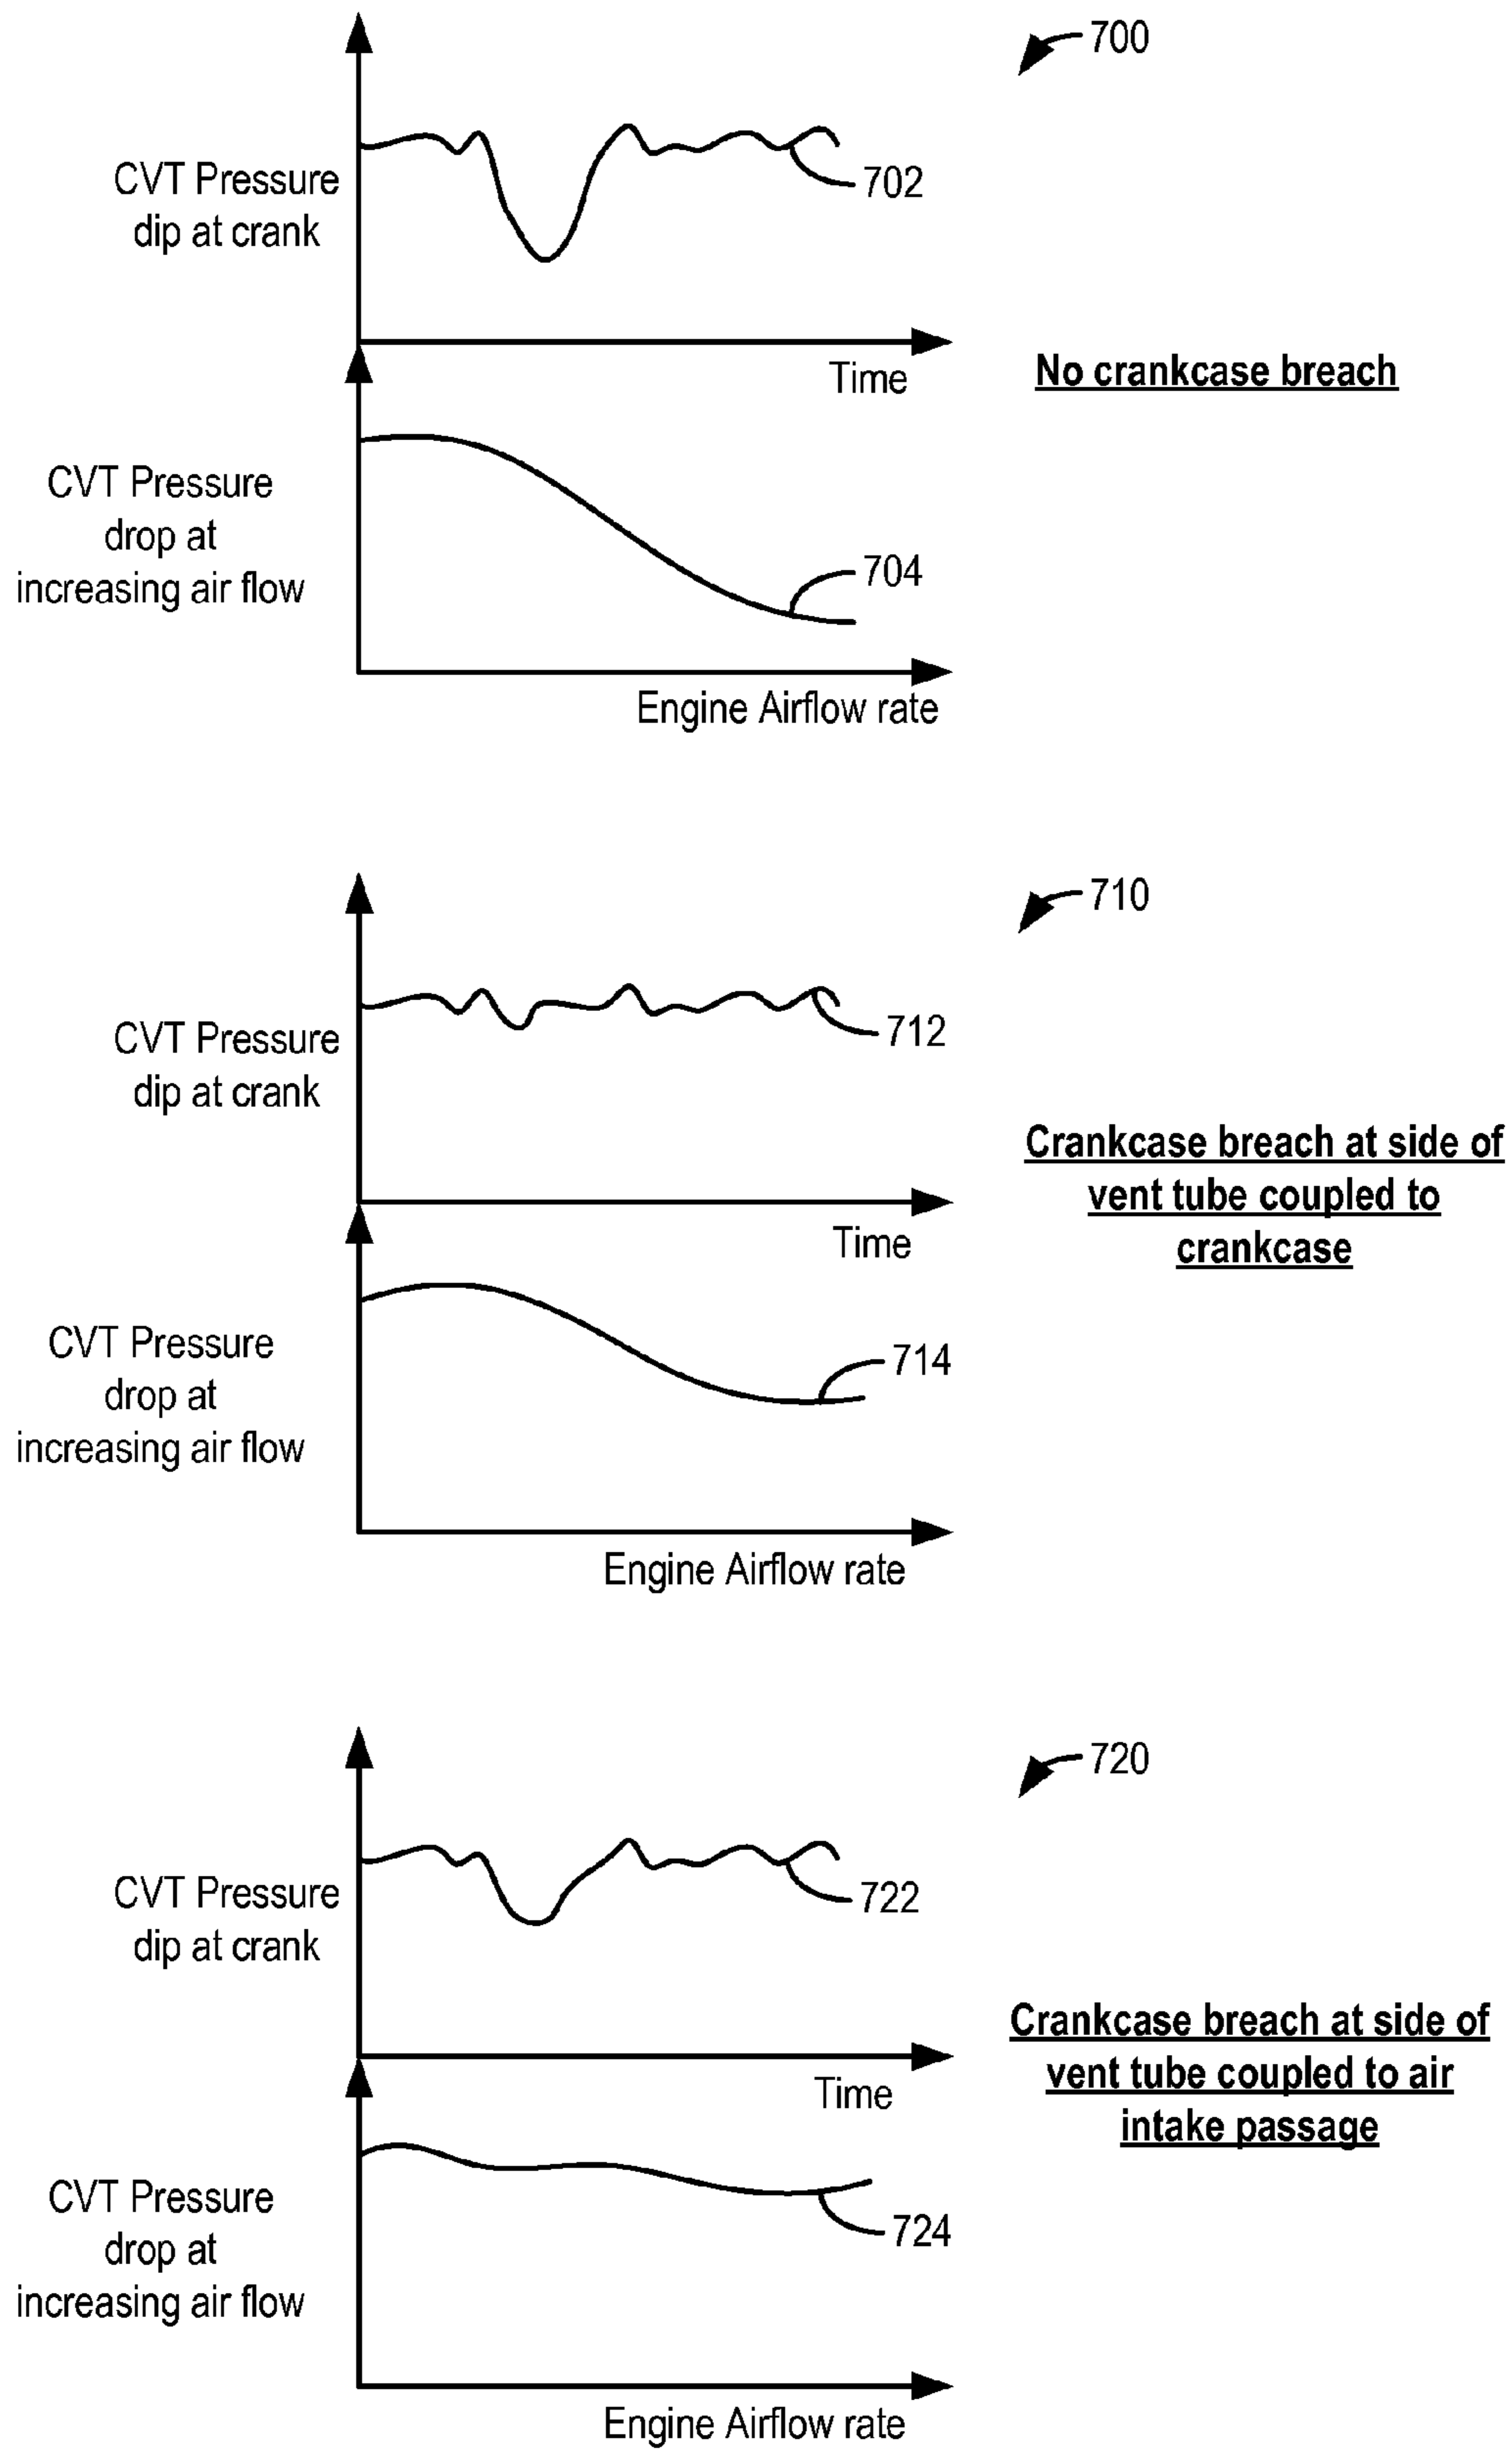 700
CVT Pressure
dip at crank
702
Time
No crankcase breach
CVT Pressure
drop at
increasing air flow
704
Engine Airflow rate
710
CVT Pressure
dip at crank
712
Time
Crankcase breach at side of
vent tube coupled to
crankcase
CVT Pressure
drop at
increasing air flow
714
Engine Airflow rate
720
CVT Pressure
dip at crank
722
Time
Crankcase breach at side of
vent tube coupled to air
intake passage
CVT Pressure
drop at
increasing air flow
724
Engine Airflow rate